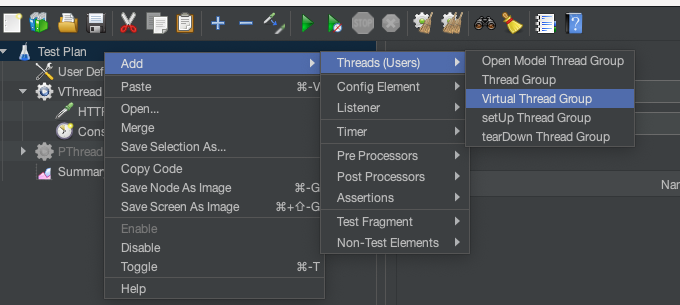 Test Plan
User Def
VThread
HTTP
Cons
PThread
Summa
Add
Paste ⌘-V
Open...
Merge
Save Selection As...
Copy Code
Save Node As Image ⌘-G
Save Screen As Image ⌘+⇧-G
Enable
Disable
Toggle ⌘-T
Help
Threads (Users)
Config Element
Listener
Timer
Pre Processors
Post Processors
Assertions
Test Fragment
Non-Test Elements
Open Model Thread Group
Thread Group
Virtual Thread Group
setUp Thread Group
tearDown Thread Group
STOP
Nar